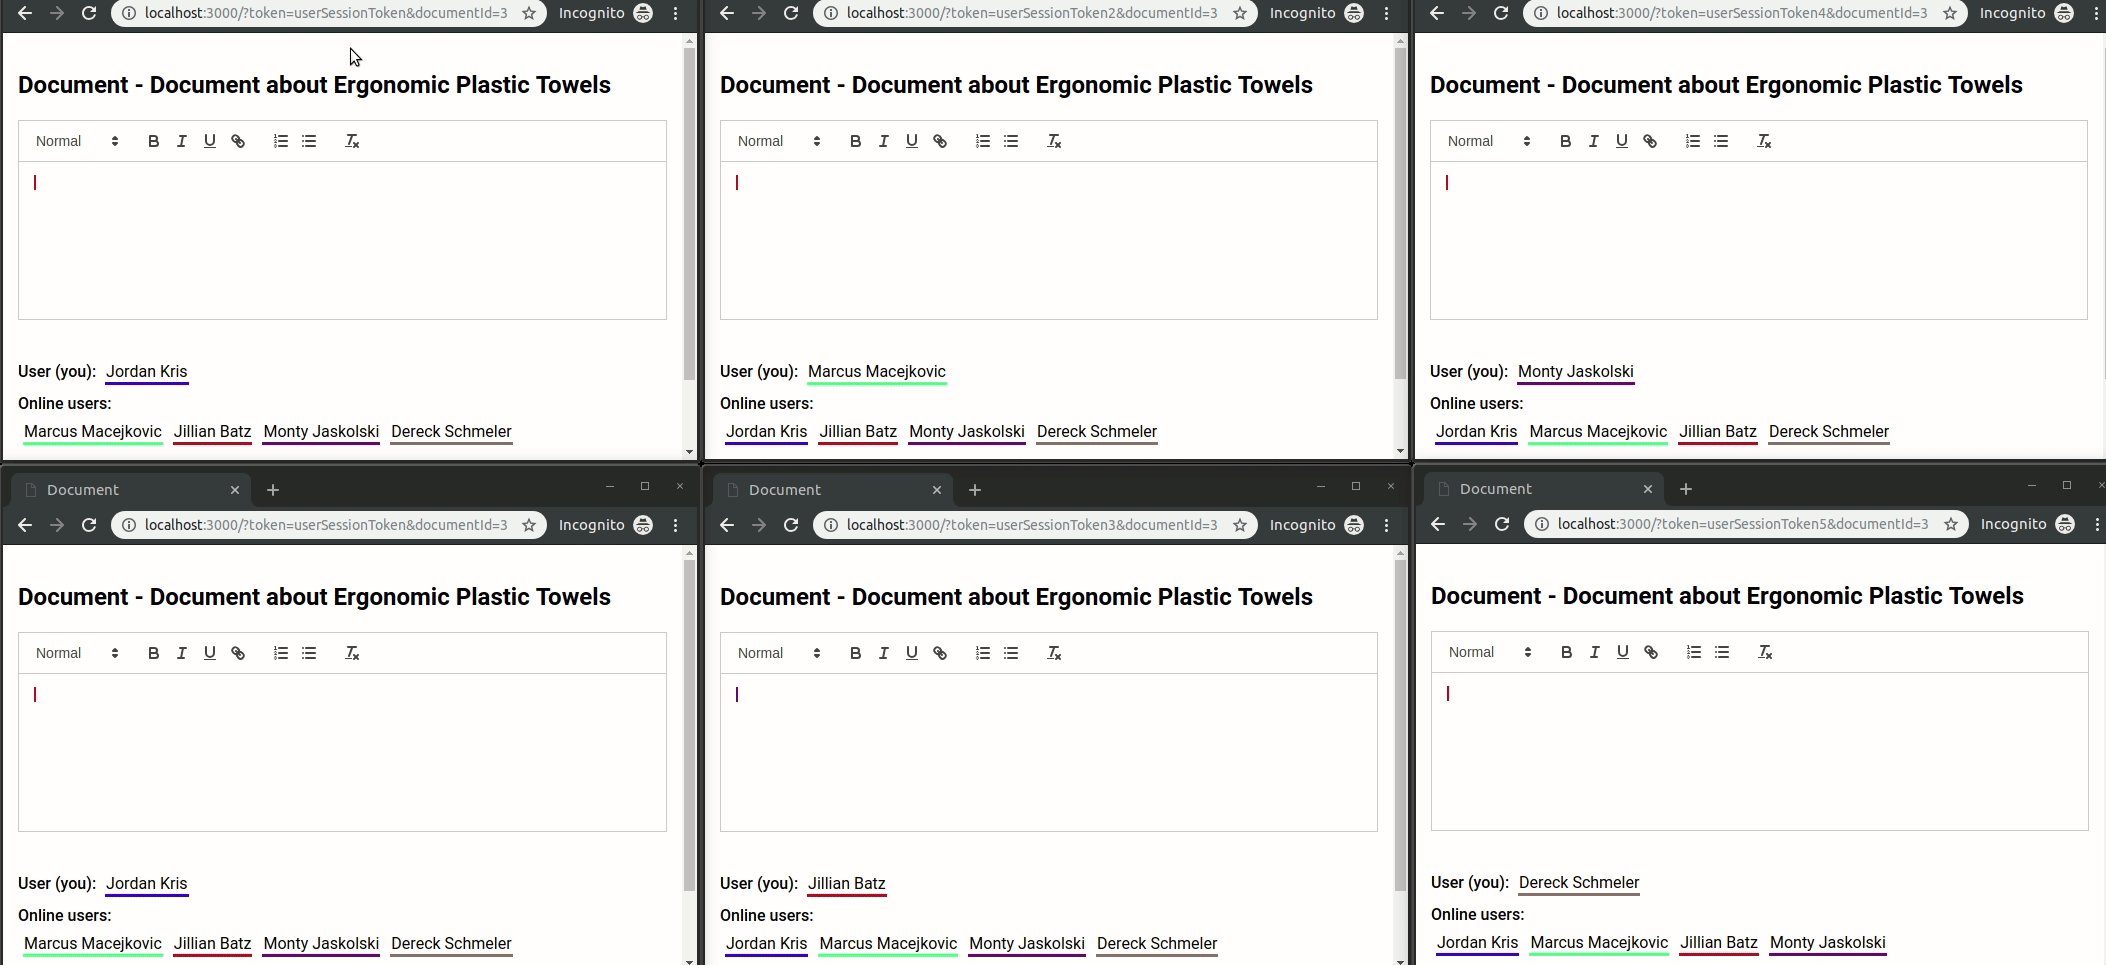 localhost:3000/?token=userSessionToken&documentId=3 Incognito
Document - Document about Ergonomic Plastic Towels
Normal B I U
User (you): Jordan Kris
Online users:
Marcus Macejkovic Jillian Batz Monty Jaskolski Dereck Schmeler
localhost:3000/?token=userSessionToken2&documentId=3 Incognito
Document - Document about Ergonomic Plastic Towels
Normal B I U
User (you): Marcus Macejkovic
Online users:
Jordan Kris Jillian Batz Monty Jaskolski Dereck Schmeler
localhost:3000/?token=userSessionToken4&documentId=3 Incognito
Document - Document about Ergonomic Plastic Towels
Normal B I U
User (you): Monty Jaskolski
Online users:
Jordan Kris Marcus Macejkovic Jillian Batz Dereck Schmeler
Document
localhost:3000/?token=userSessionToken&documentId=3 Incognito
Document - Document about Ergonomic Plastic Towels
Normal B I U
User (you): Jordan Kris
Online users:
Marcus Macejkovic Jillian Batz Monty Jaskolski Dereck Schmeler
Document
localhost:3000/?token=userSessionToken3&documentId=3 Incognito
Document - Document about Ergonomic Plastic Towels
Normal B I U
User (you): Jillian Batz
Online users:
Jordan Kris Marcus Macejkovic Monty Jaskolski Dereck Schmeler
Document
localhost:3000/?token=userSessionToken5&documentId=3 Incognito
Document - Document about Ergonomic Plastic Towels
Normal B I U
User (you): Dereck Schmeler
Online users:
Jordan Kris Marcus Macejkovic Jillian Batz Monty Jaskolski